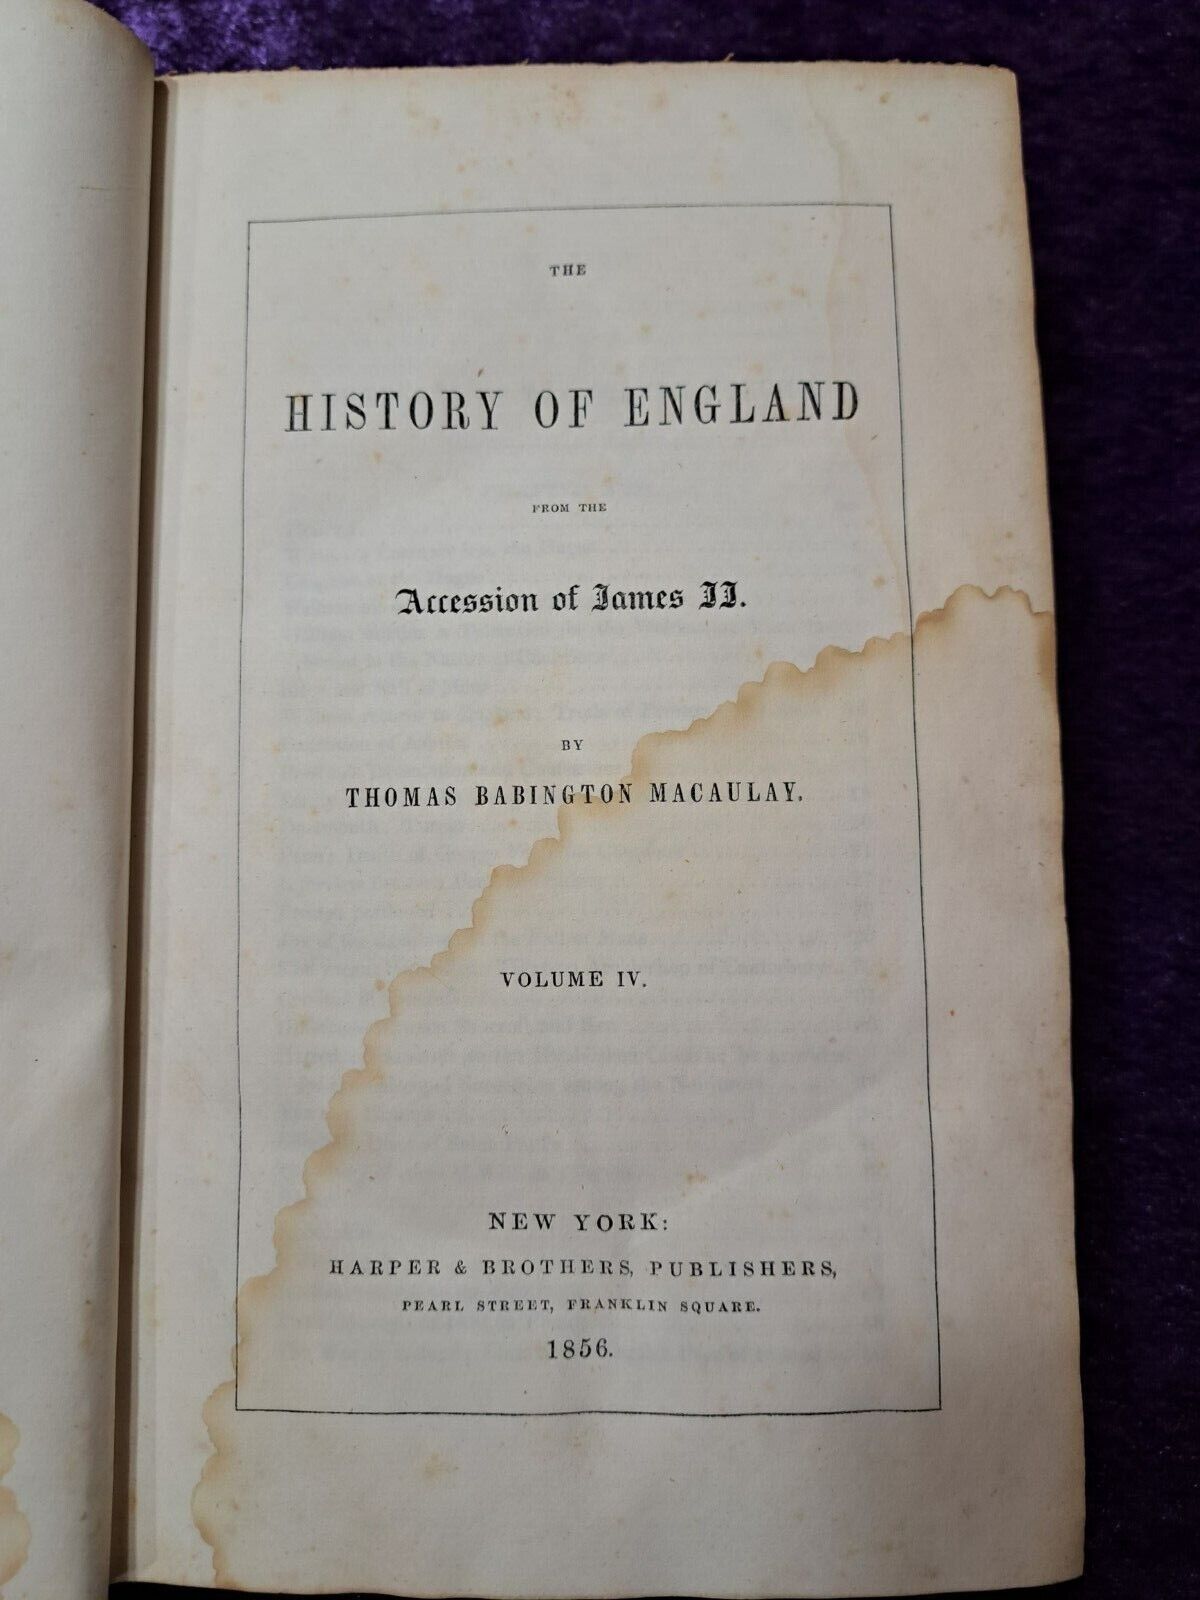 THE
HISTORY OF ENGLAND
FROM THE
Accession of James II.
BY
THOMAS BABINGTON MACAULAY.
VOLUME IV.
NEW YORK:
HARPER & BROTHERS, PUBLISHERS,
PEARL STREET, FRANKLIN SQUARE.
1856.